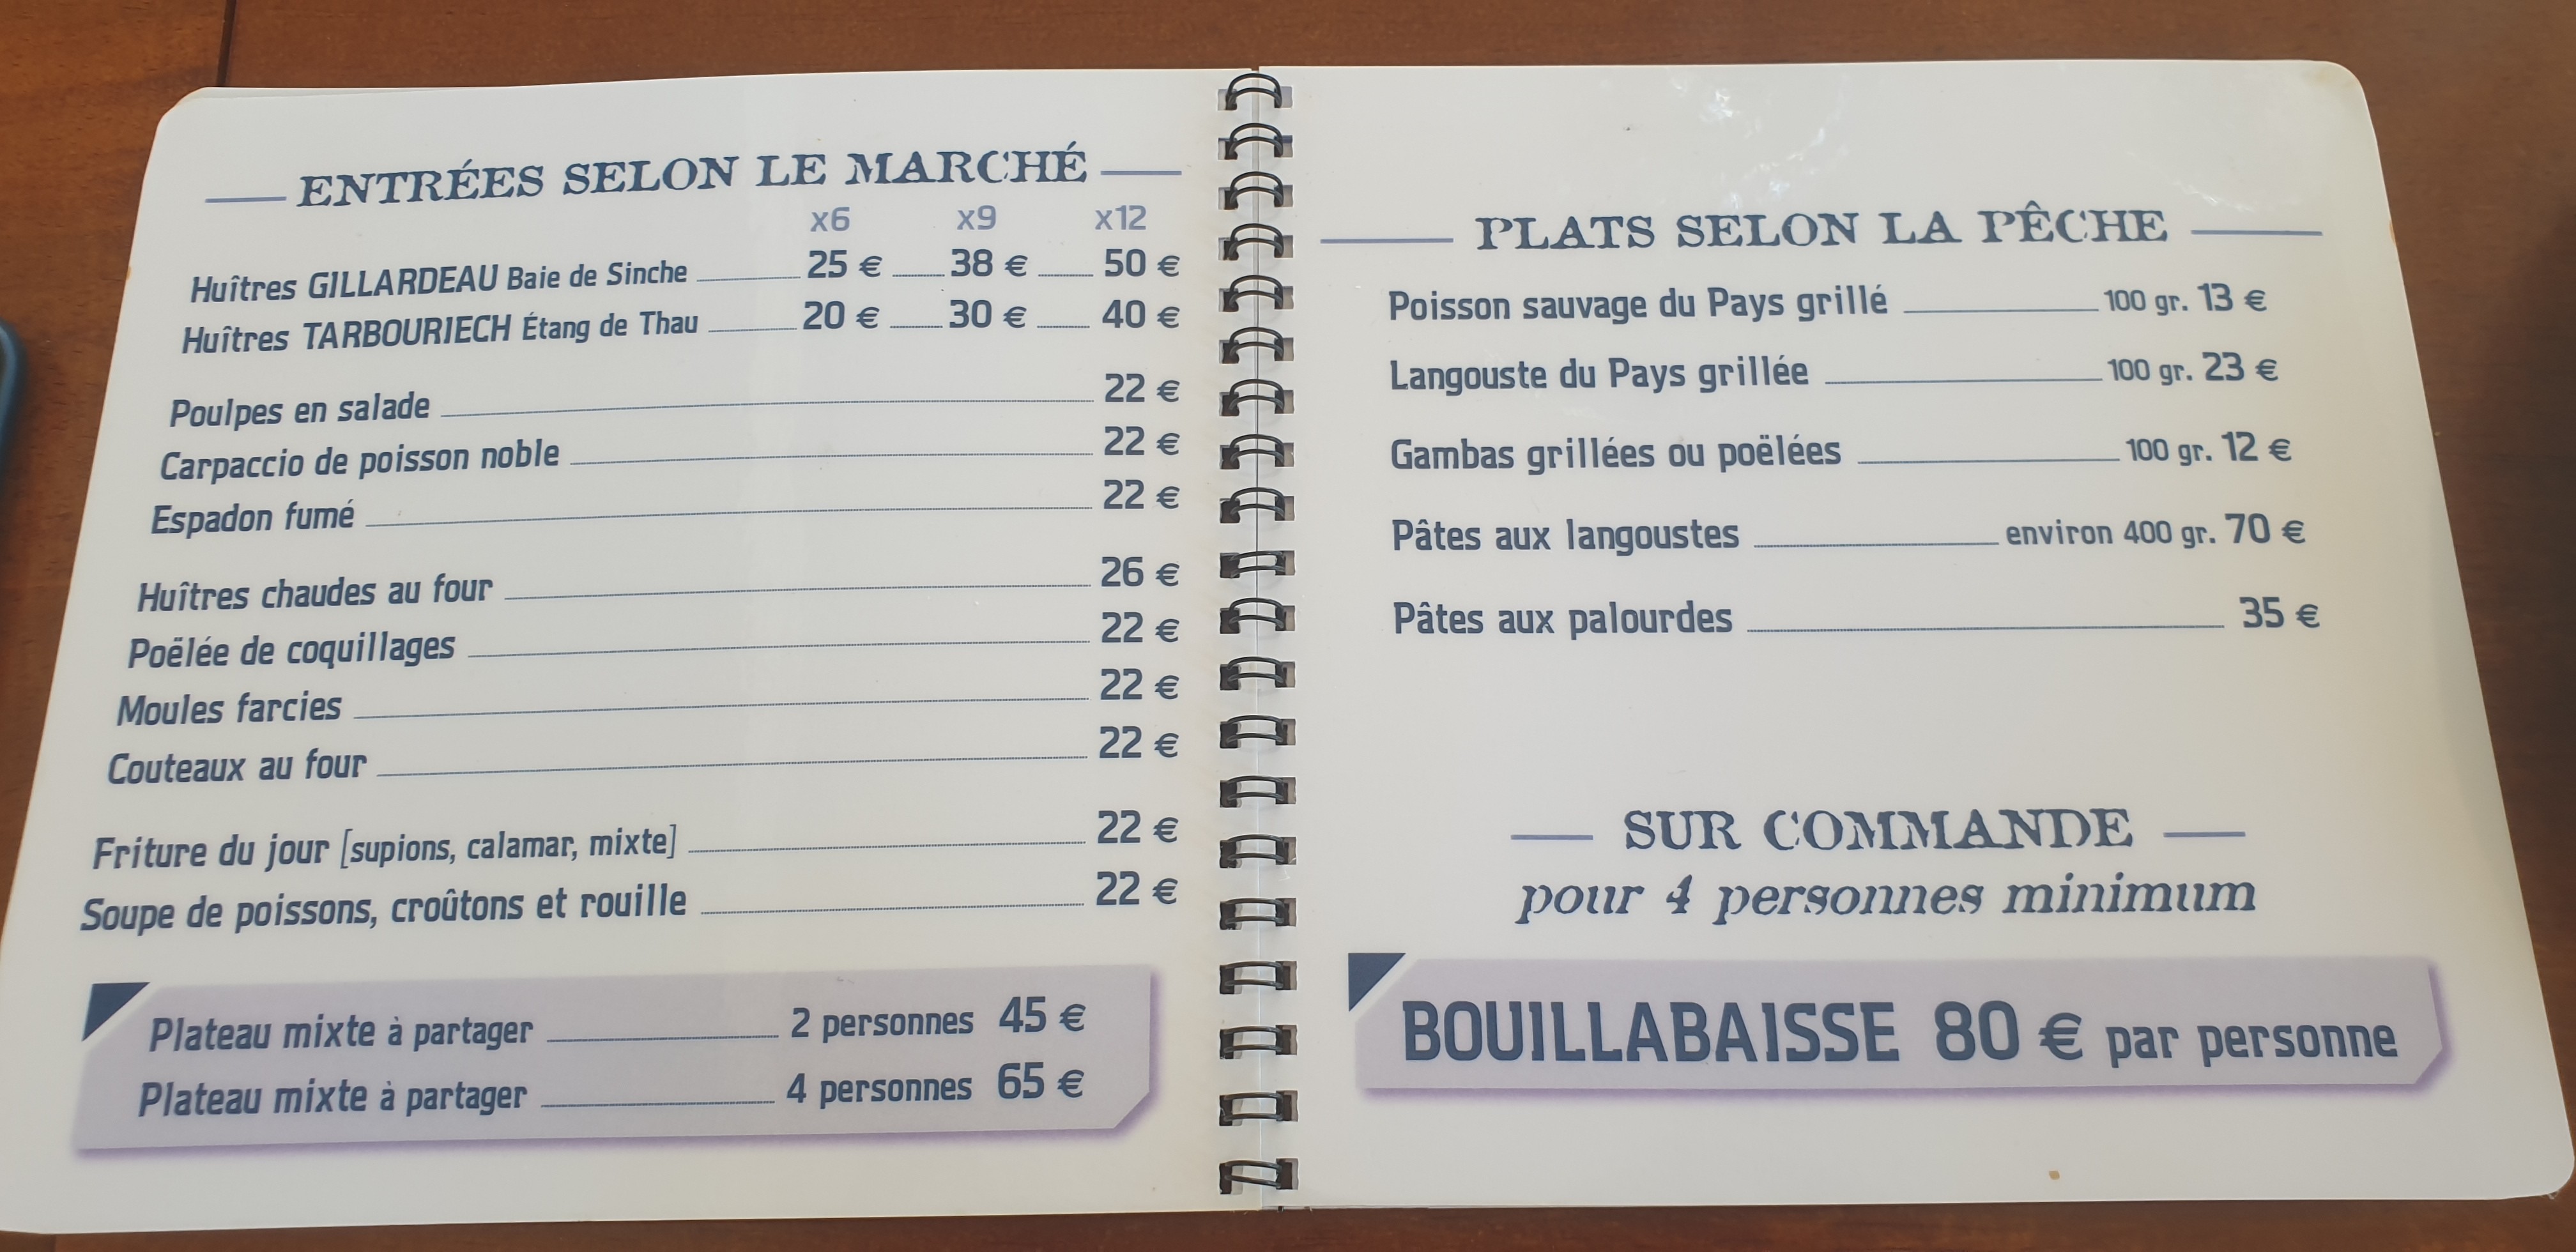 ENTRÉES SELON LE MARCHÉ
x6 x9 x12
Huîtres GILLARDEAU Baie de Sinche 25 € 38 € 50 €
Huîtres TARBOURIECH Étang de Thau 20 € 30 € 40 €
Poulpes en salade 22 €
Carpaccio de poisson noble 22 €
Espadon fumé 22 €
Huîtres chaudes au four 26 €
Poëlée de coquillages 22 €
Moules farcies 22 €
Couteaux au four 22 €
Friture du jour [supions, calamar, mixte] 22 €
Soupe de poissons, croûtons et rouille 22 €
Plateau mixte à partager 2 personnes 45 €
Plateau mixte à partager 4 personnes 65 €
PLATS SELON LA PÊCHE
Poisson sauvage du Pays grillé 100 gr. 13 €
Langouste du Pays grillée 100 gr. 23 €
Gambas grillées ou poëlées 100 gr. 12 €
Pâtes aux langoustes environ 400 gr. 70 €
Pâtes aux palourdes 35 €
SUR COMMANDE
pour 4 personnes minimum
BOUILLABAISSE 80 € par personne